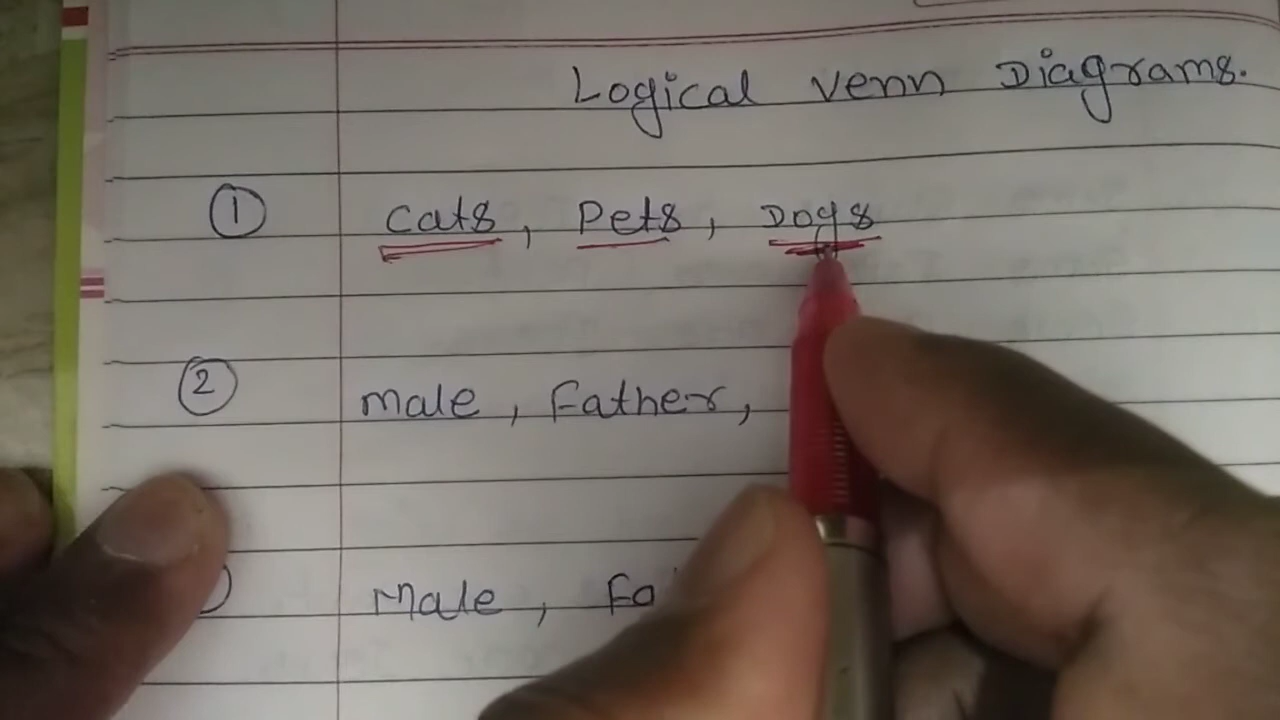 Logical Venn Diagrams.
① Cats, Pets, Dogs
② Male, Father,
Male, Fa